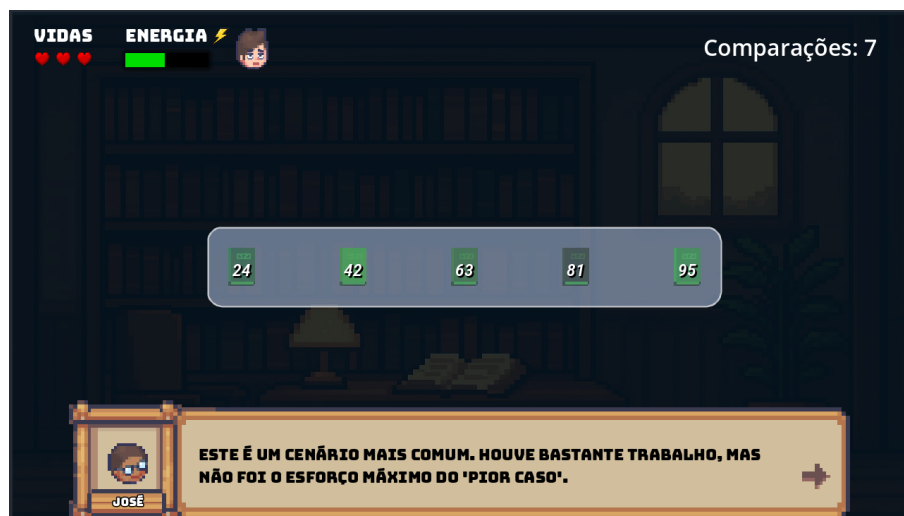 VIDAS
ENERGIA
Comparações: 7
24 42 63 81 95
ESTE É UM CENÁRIO MAIS COMUM. HOUVE BASTANTE TRABALHO, MAS
NÃO FOI O ESFORÇO MÁXIMO DO 'PIOR CASO'.
JOSÉ